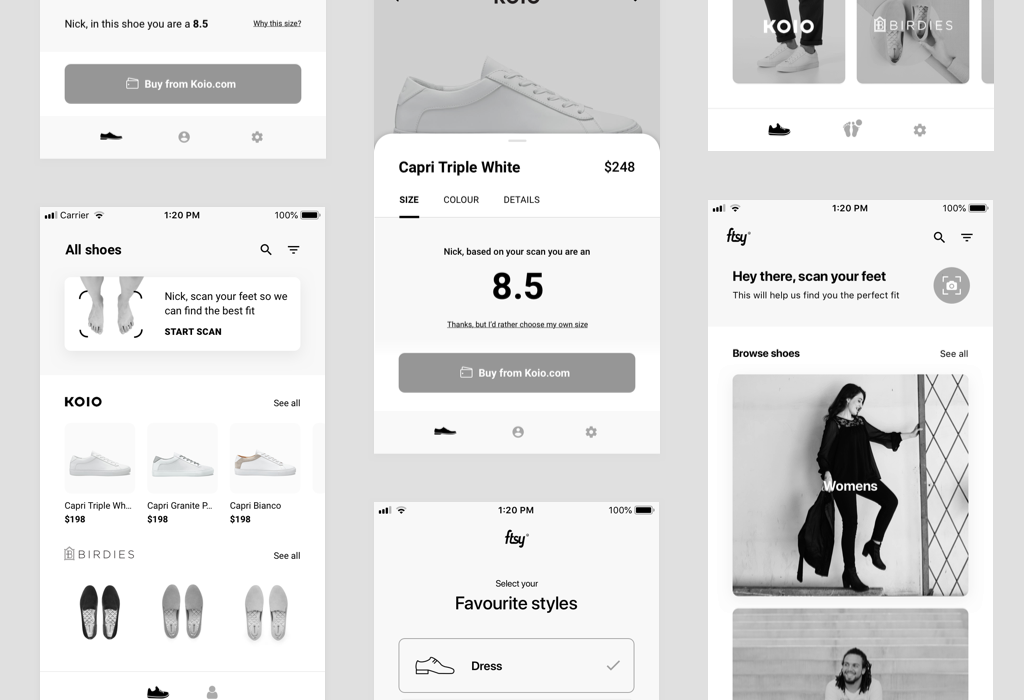 Nick, in this shoe you are a 8.5
Why this size?
Buy from Koio.com
Carrier
1:20 PM
100%
All shoes
Nick, scan your feet so we
can find the best fit
START SCAN
KOIO
See all
Capri Triple Wh...
Capri Granite P...
Capri Bianco
$198
$198
$198
BIRDIES
See all
KOIO
Capri Triple White
$248
SIZE
COLOUR
DETAILS
Nick, based on your scan you are an
8.5
Thanks, but I'd rather choose my own size
Buy from Koio.com
1:20 PM
100%
ftsy
Select your
Favourite styles
Dress
KOIO
BIRDIES
1:20 PM
100%
ftsy
Hey there, scan your feet
This will help us find you the perfect fit
Browse shoes
See all
Womens